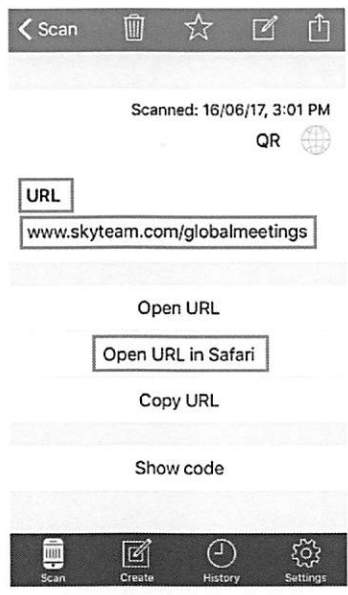 Scan
Scanned: 16/06/17, 3:01 PM
QR
URL
www.skyteam.com/globalmeetings
Open URL
Open URL in Safari
Copy URL
Show code
Scan Create History Settings